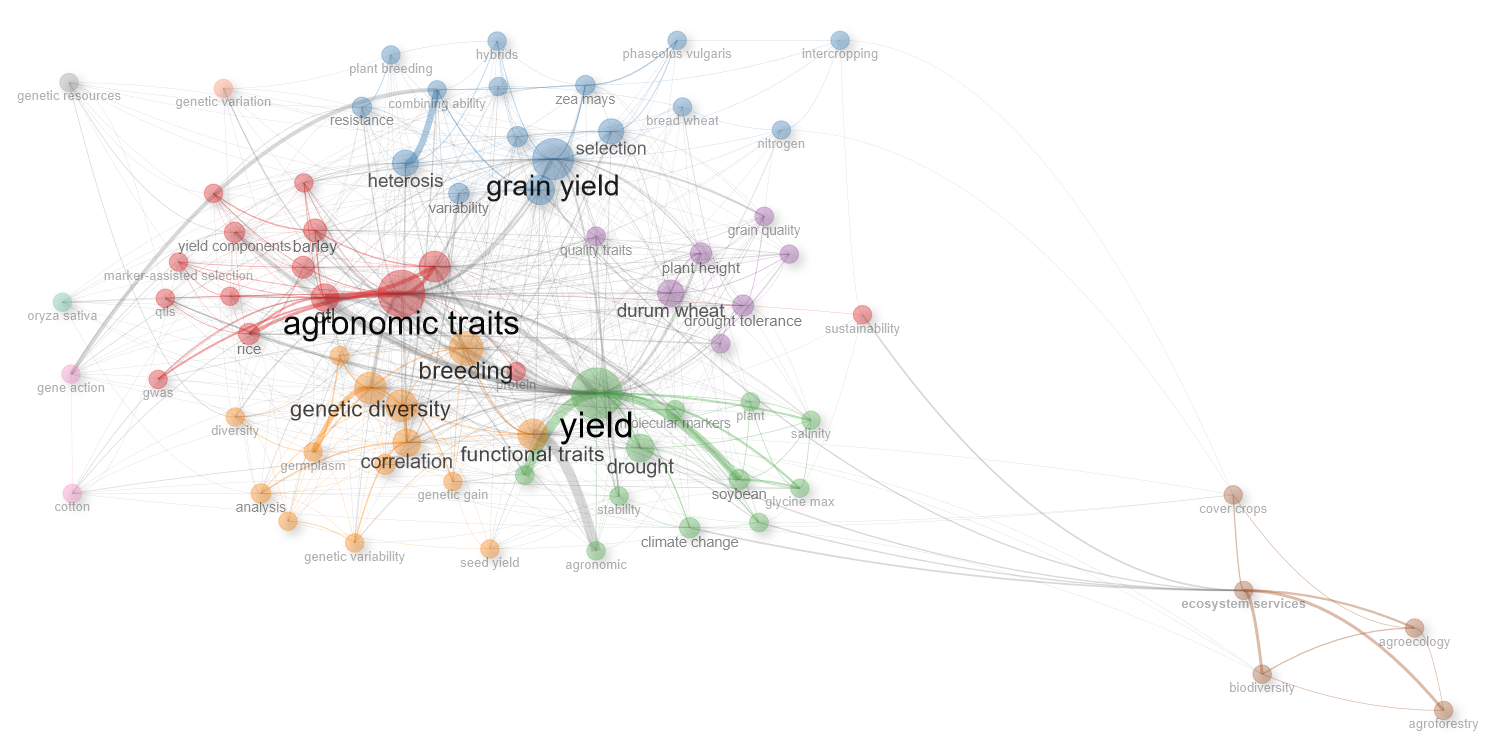 hybrids
phaseolus vulgaris
intercropping
plant breeding
genetic resources
genetic variation
combining ability
zea mays
resistance
bread wheat
nitrogen
selection
heterosis
grain yield
variability
grain quality
yield components
barley
quality traits
plant height
marker-assisted selection
oryza sativa
qtls
qtl
durum wheat
drought tolerance
agronomic traits
sustainability
rice
breeding
protein
gene action
gwas
genetic diversity
plant
molecular markers
yield
diversity
salinity
functional traits
correlation
germplasm
drought
genetic gain
soybean
glycine max
cotton
analysis
stability
cover crops
climate change
genetic variability
seed yield
agronomic
ecosystem services
agroecology
biodiversity
agroforestry